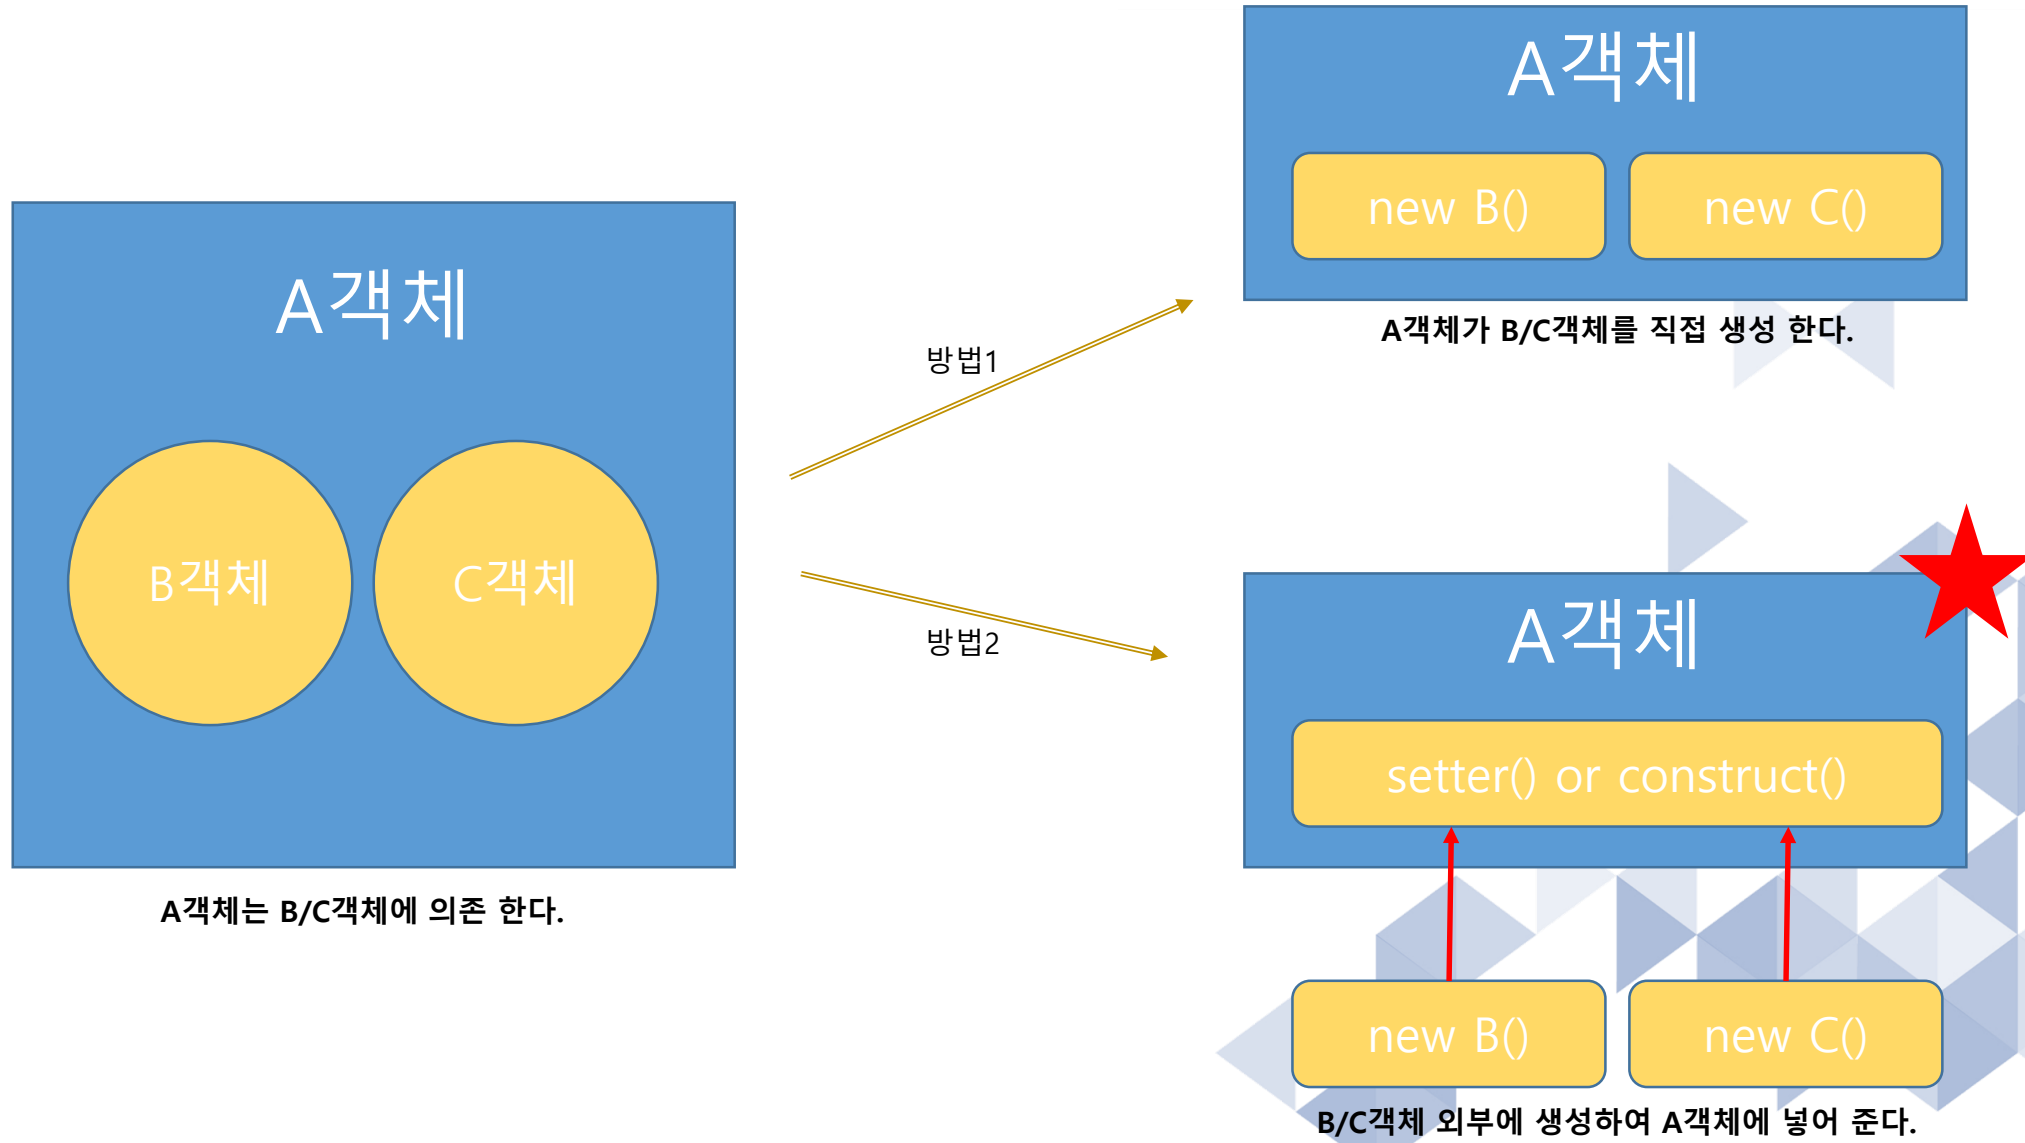 A객체
B객체
C객체
A객체는 B/C객체에 의존 한다.
방법1
A객체
new B()
new C()
A객체가 B/C객체를 직접 생성 한다.
방법2
A객체
setter() or construct()
new B()
new C()
B/C객체 외부에 생성하여 A객체에 넣어 준다.